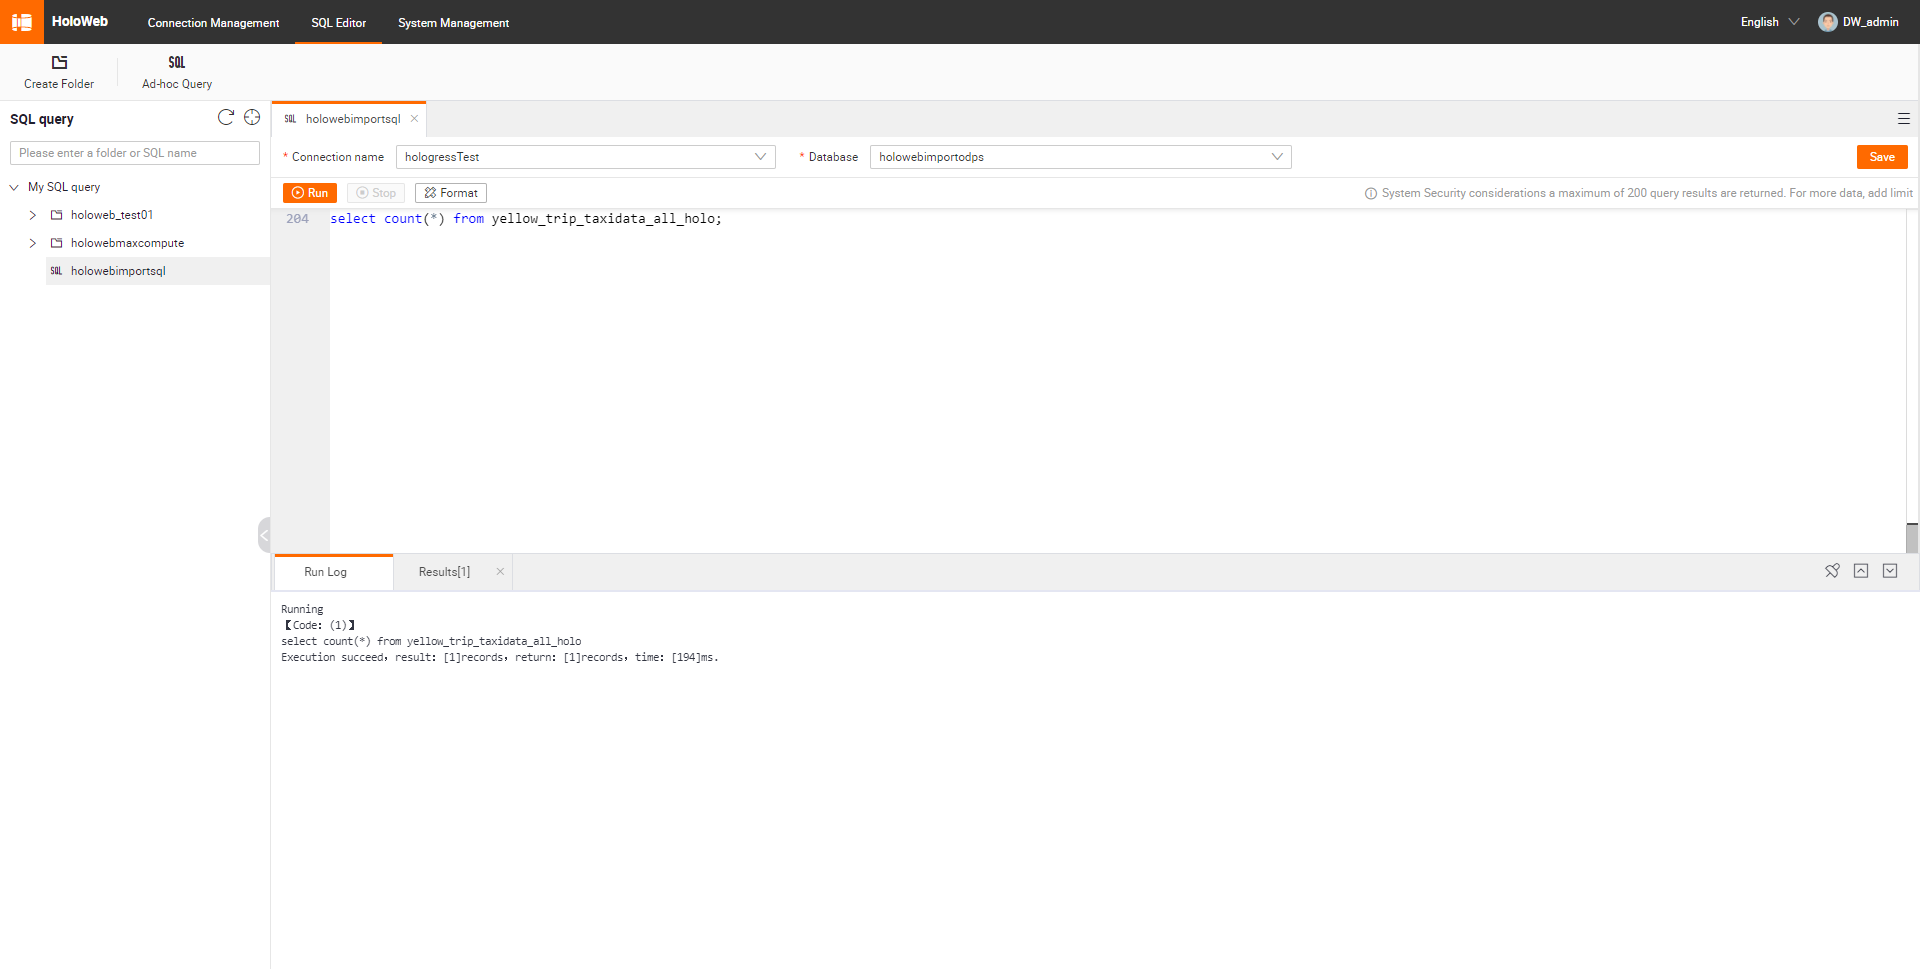 HoloWeb
Connection Management
SQL Editor
System Management
English
DW_admin
Create Folder
SQL
Ad-hoc Query
SQL query
Please enter a folder or SQL name
My SQL query
holoweb_test01
holowebmaxcompute
SQL holowebimportsql
SQL holowebimportsql
* Connection name hologressTest * Database holowebimportodps Save
Run Stop Format System Security considerations a maximum of 200 query results are returned. For more data, add limit
204 select count(*) from yellow_trip_taxidata_all_holo;
Run Log Results[1]
Running
【Code: (1)】
select count(*) from yellow_trip_taxidata_all_holo
Execution succeed, result: [1]records, return: [1]records, time: [194]ms.